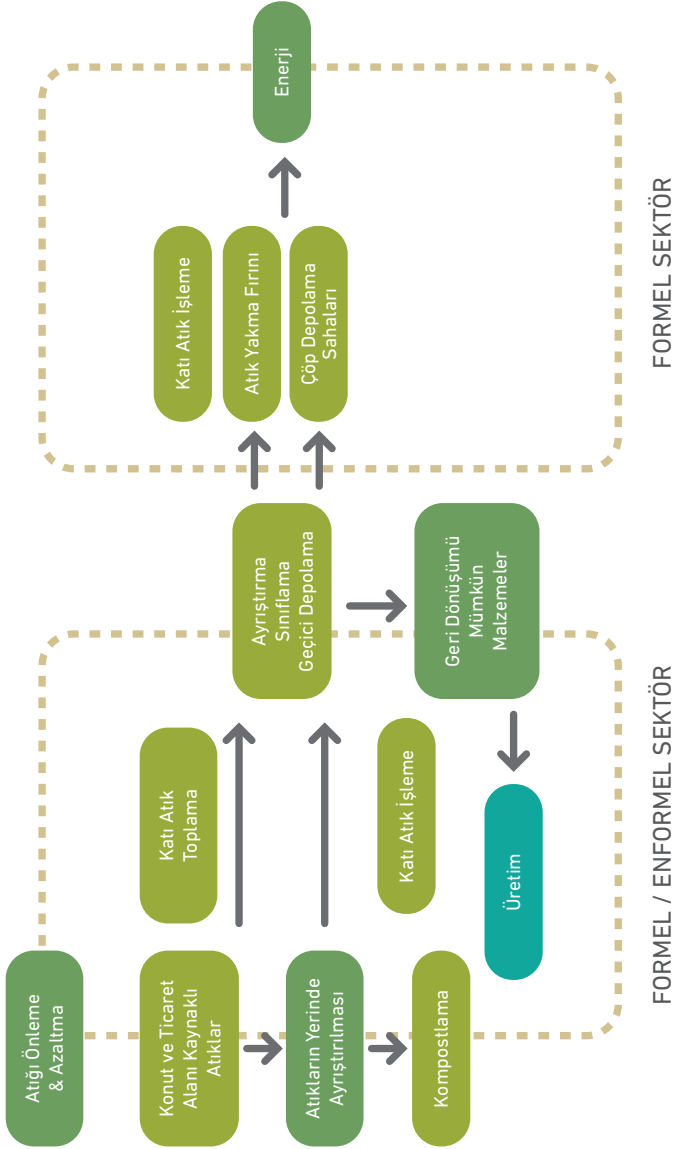 Atığı Önleme
& Azaltma
Konut ve Ticaret
Alanı Kaynaklı
Atıklar
Atıkların Yerinde
Ayrıştırılması
Kompostlama
Katı Atık
Toplama
Katı Atık İşleme
Üretim
Ayrıştırma
Sınıflama
Geçici Depolama
Geri Dönüşümü
Mümkün
Malzemeler
Katı Atık İşleme
Atık Yakma Fırını
Çöp Depolama
Sahaları
Enerji
FORMEL / ENFORMEL SEKTÖR
FORMEL SEKTÖR